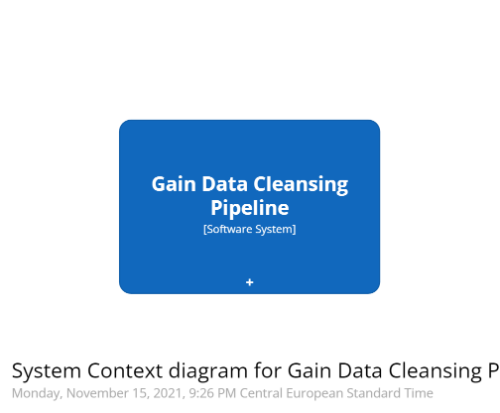 Gain Data Cleansing
Pipeline
[Software System]
+
System Context diagram for Gain Data Cleansing P
Monday, November 15, 2021, 9:26 PM Central European Standard Time